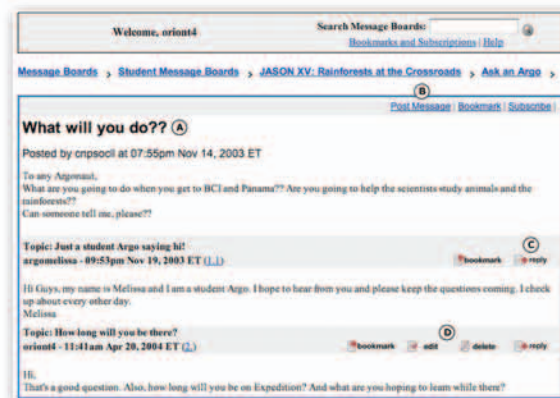 Welcome, oriont4
Search Message Boards:
Bookmarks and Subscriptions | Help
Message Boards > Student Message Boards > JASON XV: Rainforests at the Crossroads > Ask an Argo >
B
Post Message | Bookmark | Subscribe |
What will you do?? A
Posted by cnpsocil at 07:55pm Nov 14, 2003 ET
To any Argonaut,
What are you going to do when you get to BCI and Panama?? Are you going to help the scientists study animals and the
rainforests??
Can someone tell me, please??
Topic: Just a student Argo saying hi! C
argomelissa - 09:53pm Nov 19, 2003 ET (1.1) bookmark reply
Hi Guys, my name is Melissa and I am a student Argo. I hope to hear from you and please keep the questions coming. I check
up about every other day.
Melissa
Topic: How long will you be there? D
oriont4 - 11:41am Apr 20, 2004 ET (2.) bookmark edit delete reply
Hi,
That's a good question. Also, how long will you be on Expedition? And what are you hoping to learn while there?